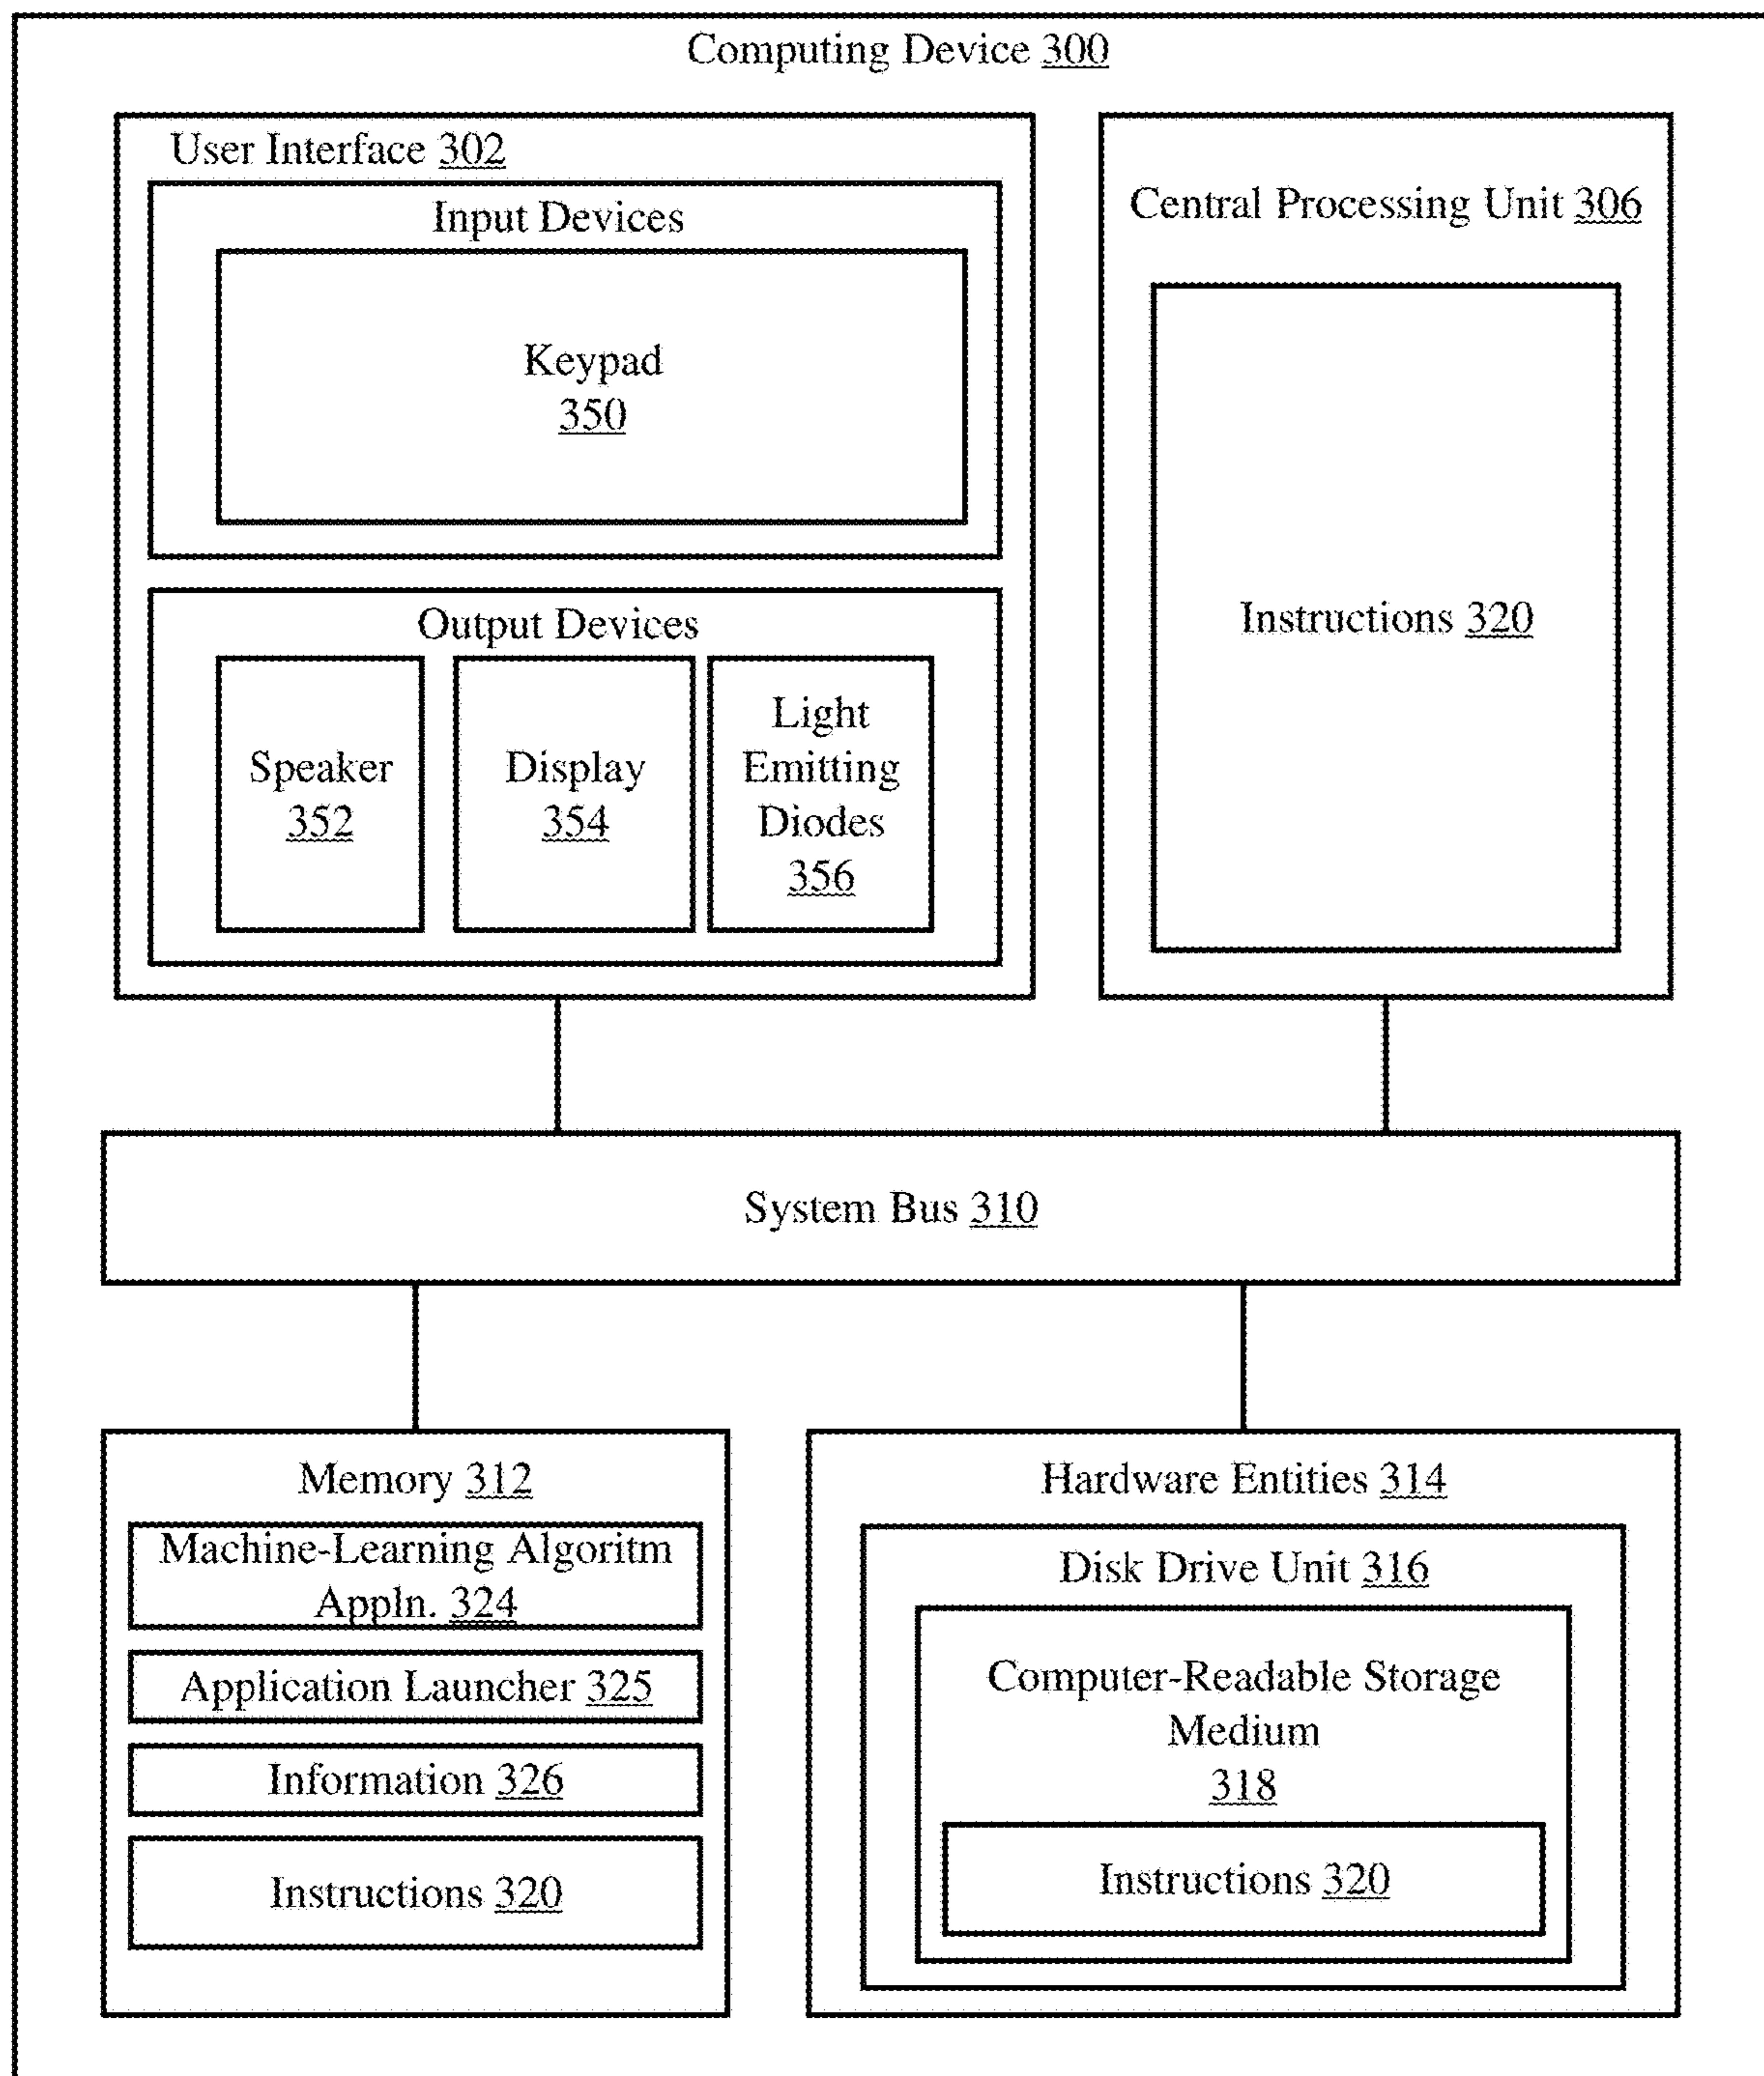 Computing Device 300
User Interface 302
Input Devices
Keypad
350
Output Devices
Speaker
352
Display
354
Light
Emitting
Diodes
356
Central Processing Unit 306
Instructions 320
System Bus 310
Memory 312
Machine-Learning Algoritm
Appln. 324
Application Launcher 325
Information 326
Instructions 320
Hardware Entities 314
Disk Drive Unit 316
Computer-Readable Storage
Medium
318
Instructions 320